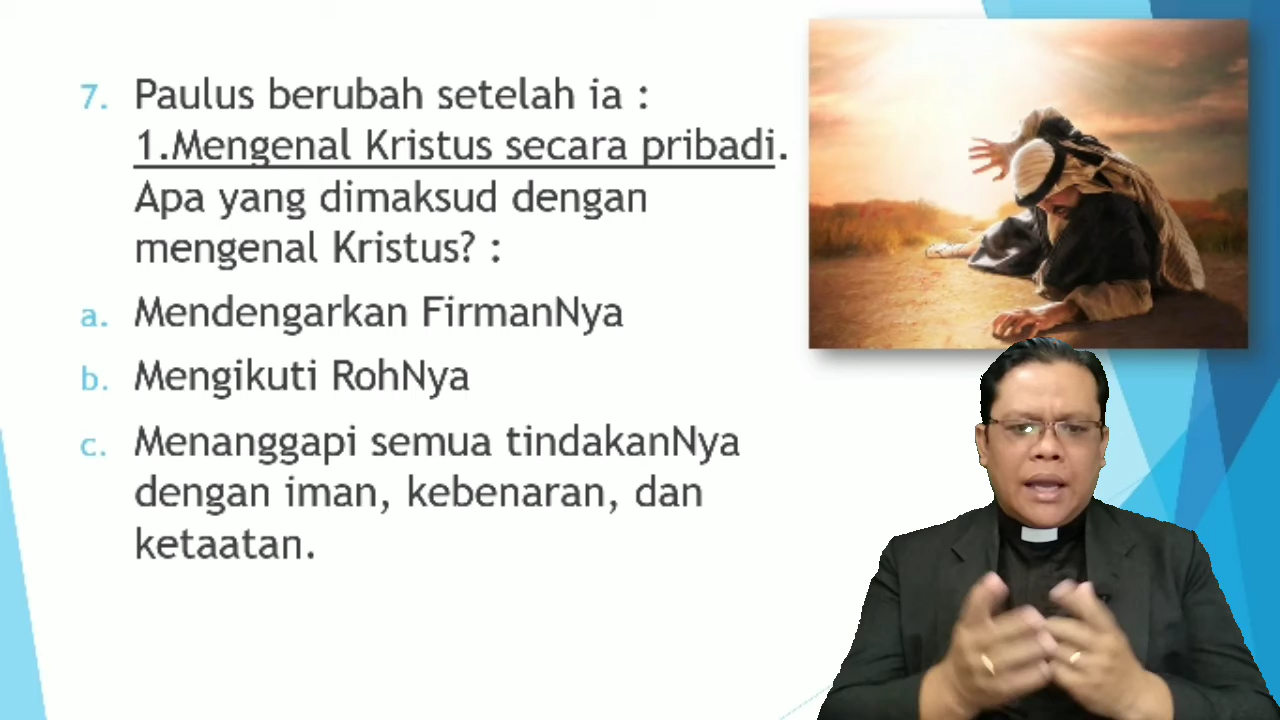 7. Paulus berubah setelah ia :
1.Mengenal Kristus secara pribadi.
Apa yang dimaksud dengan
mengenal Kristus? :
a. Mendengarkan FirmanNya
b. Mengikuti RohNya
c. Menanggapi semua tindakanNya
dengan iman, kebenaran, dan
ketaatan.